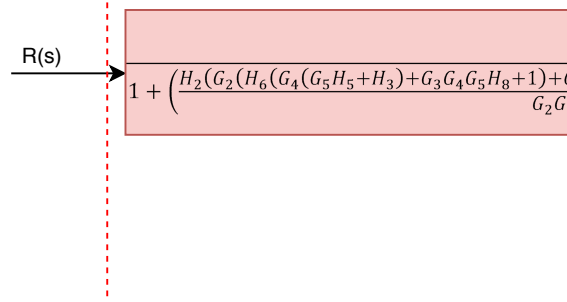 R(s)
1 + (H₂(G₂(H₆(G₄(G₅H₅+H₃)+G₃G₄G₅H₈+1)+
G₂G